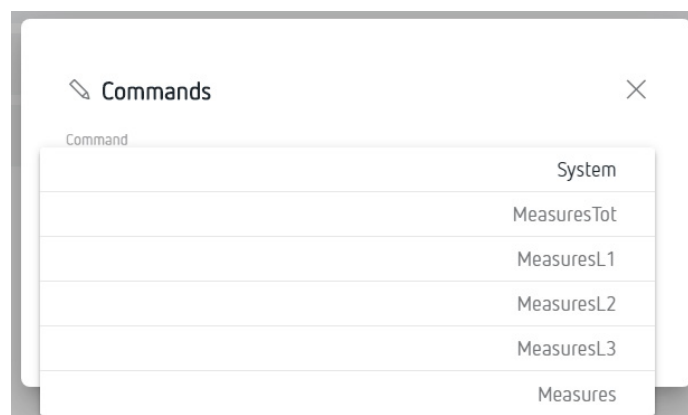 Commands
Command
System
MeasuresTot
MeasuresL1
MeasuresL2
MeasuresL3
Measures